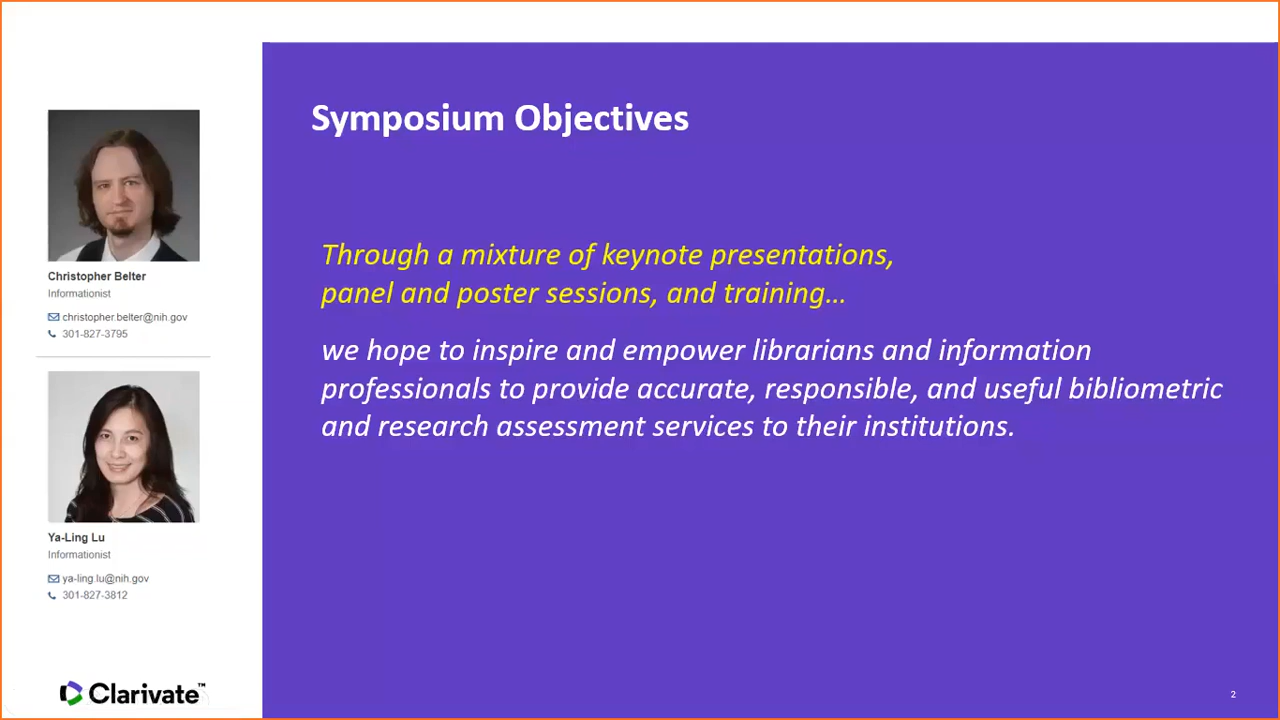 Symposium Objectives
Through a mixture of keynote presentations,
panel and poster sessions, and training…
we hope to inspire and empower librarians and information
professionals to provide accurate, responsible, and useful bibliometric
and research assessment services to their institutions.
Christopher Belter
Informationist
christopher.belter@nih.gov
301-827-3795
Ya-Ling Lu
Informationist
ya-ling.lu@nih.gov
301-827-3812
Clarivate™
2